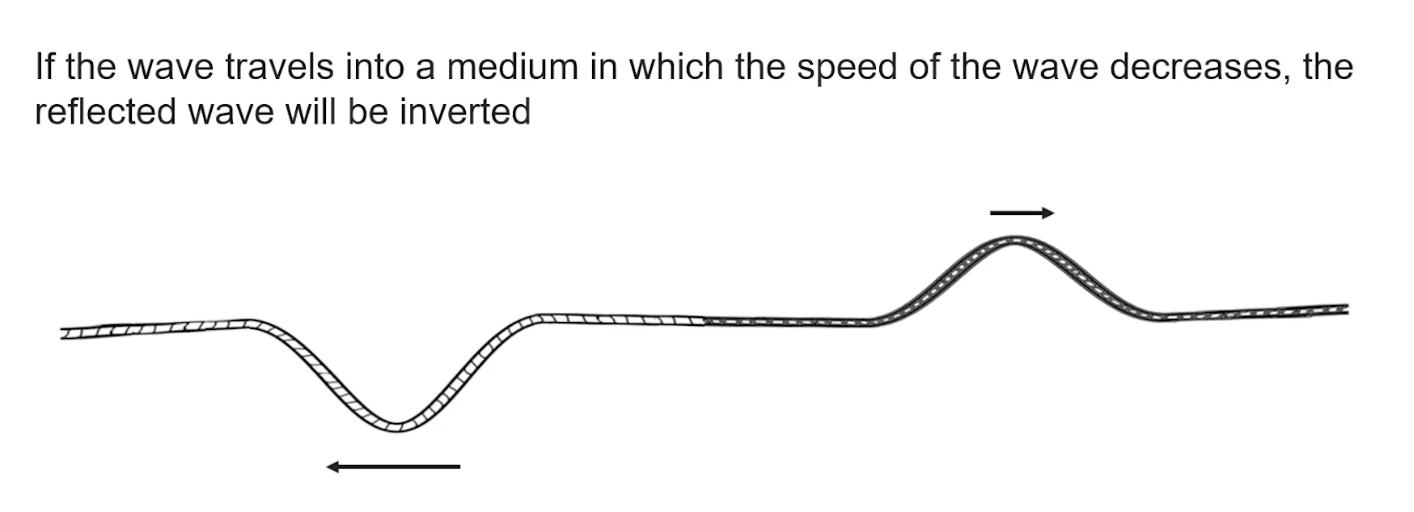 If the wave travels into a medium in which the speed of the wave decreases, the
reflected wave will be inverted